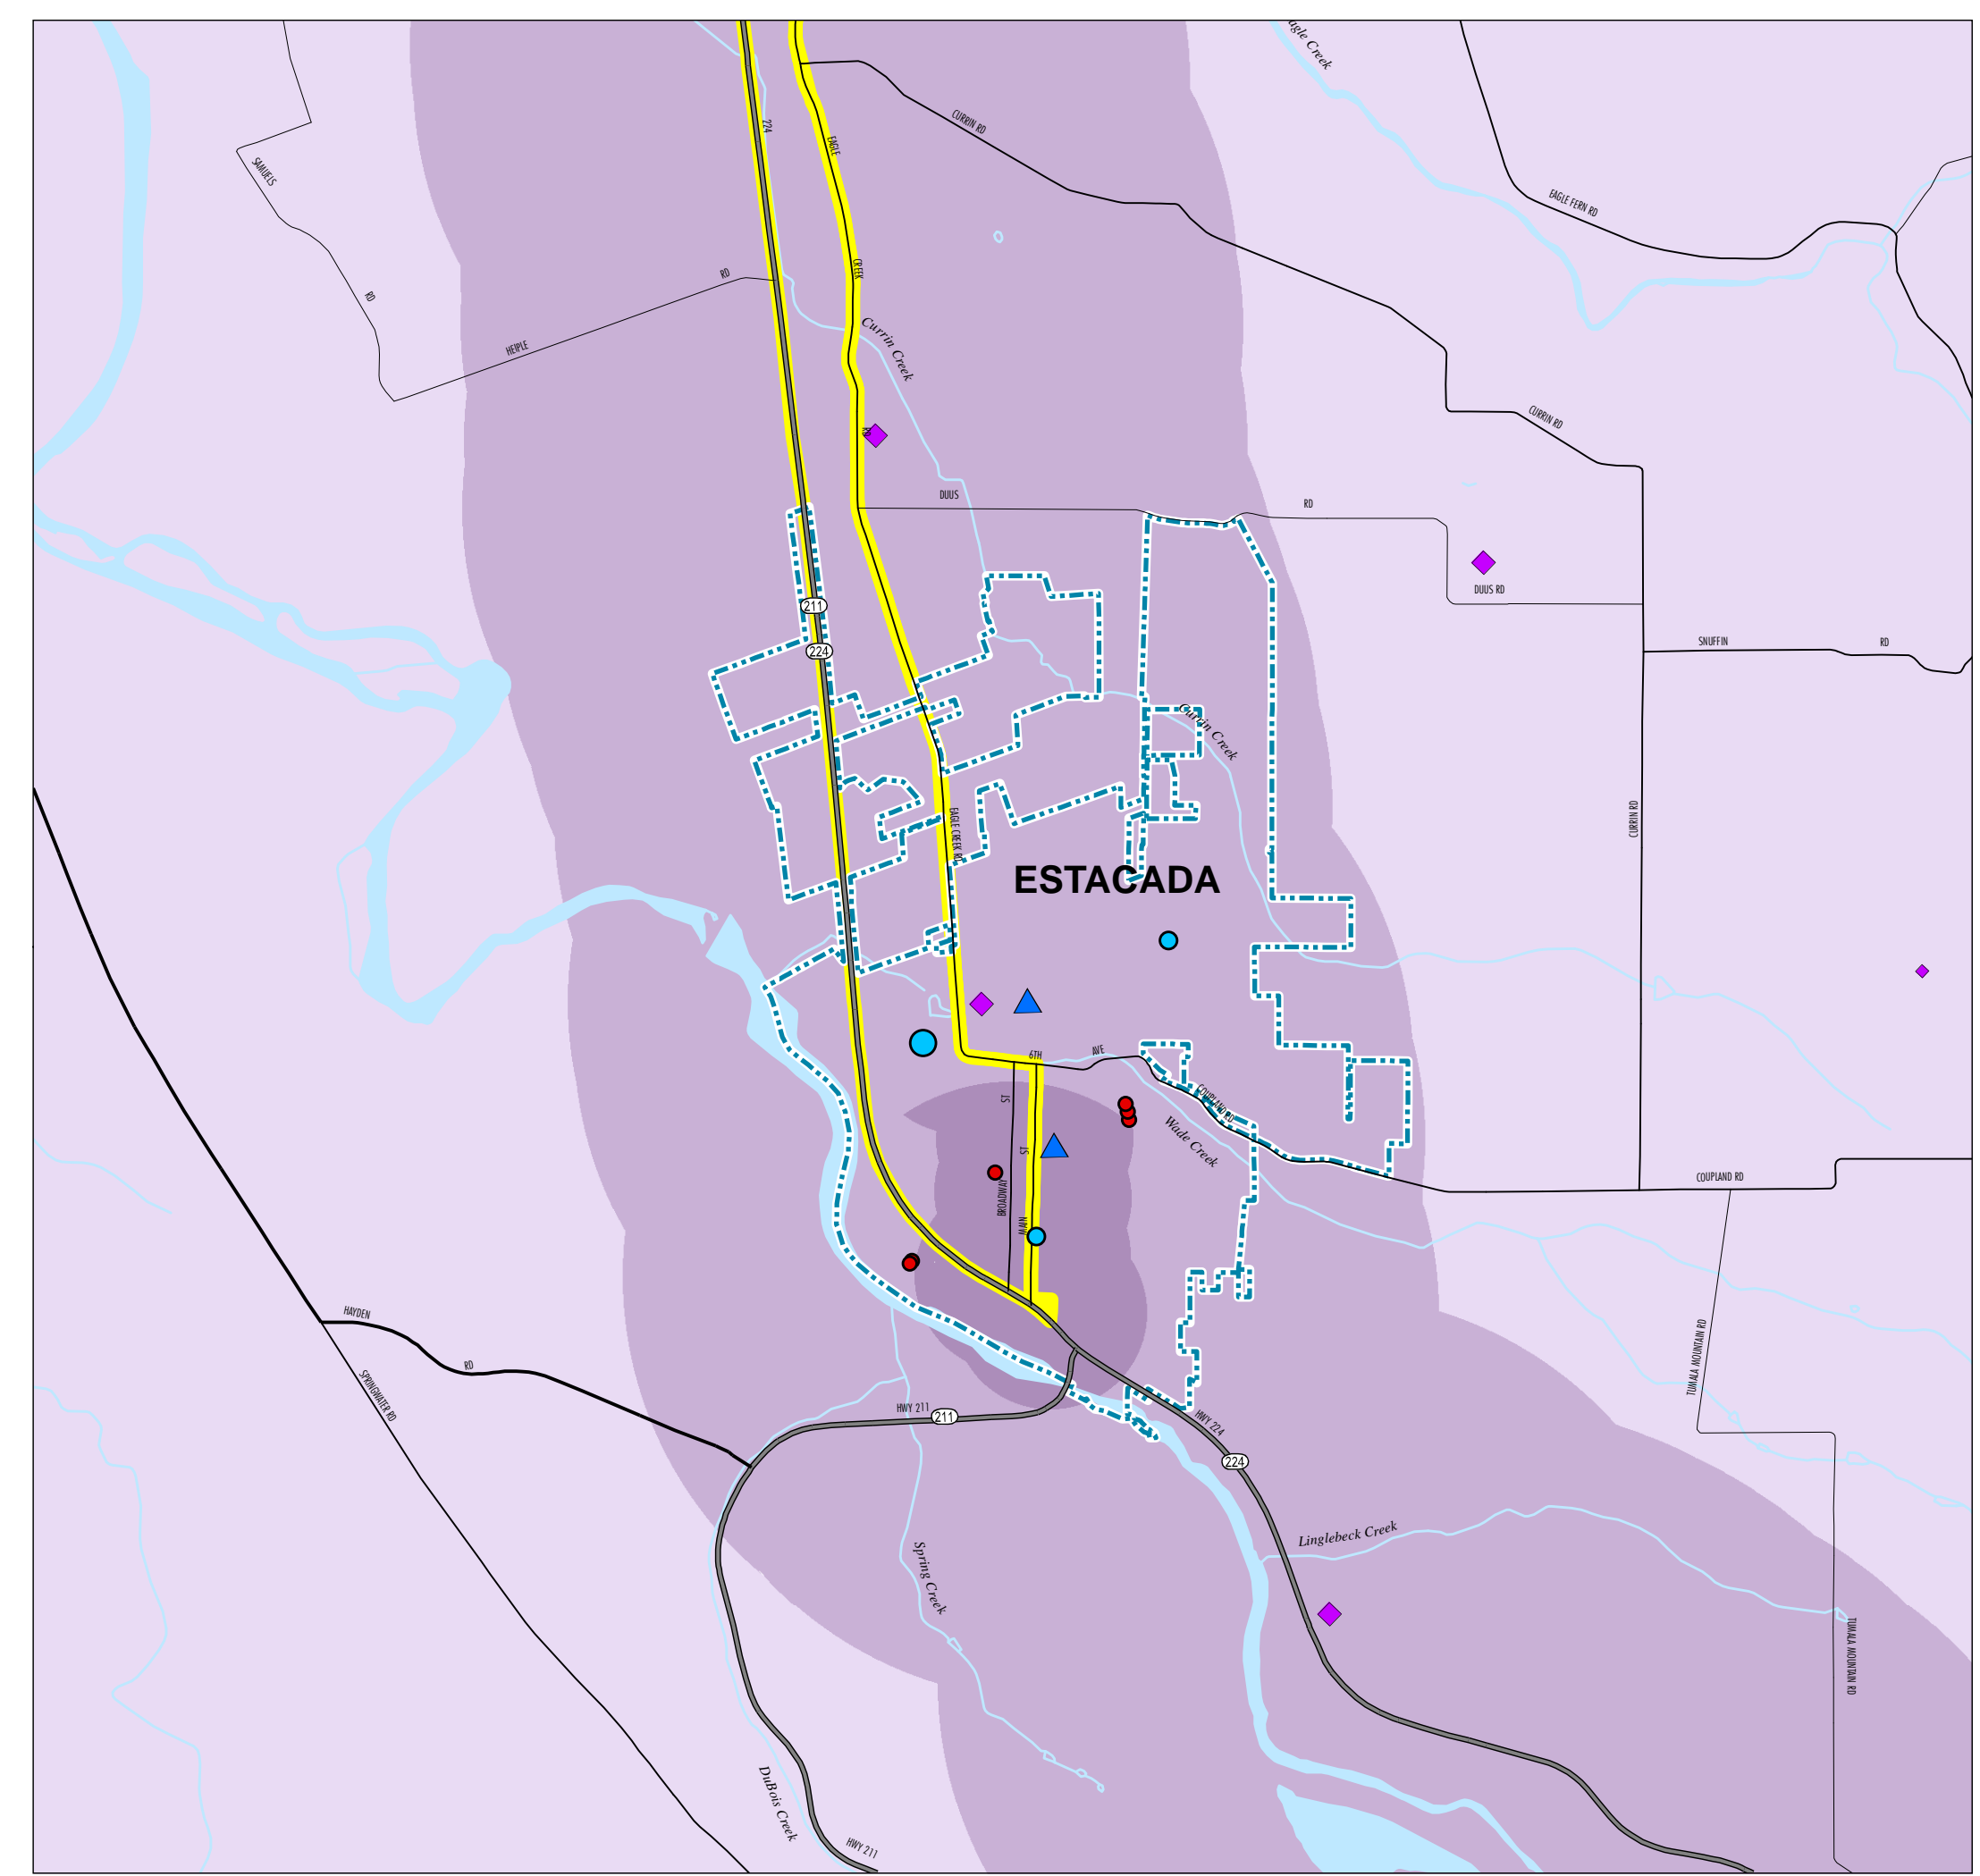 Eagle Creek
224
CURRIN RD
EAGLE
SAMUELS
EAGLE FERN RD
RD
CREEK
RD
HEIPLE
Currin Creek
CURRIN RD
RD
DUUS
RD
DUUS RD
211
SNUFFIN
RD
224
Currin Creek
EAGLE CREEK RD
CURRIN RD
ESTACADA
6TH
AVE
ST
COUPLAND RD
Wade Creek
ST
COUPLAND RD
BROADWAY
MAIN
HAYDEN
RD
SPRINGWATER RD
TUMALA MOUNTAIN RD
HWY 211
211
HWY 224
224
Linglebeck Creek
Spring Creek
TUMALA MOUNTAIN RD
DuBois Creek
HWY 211